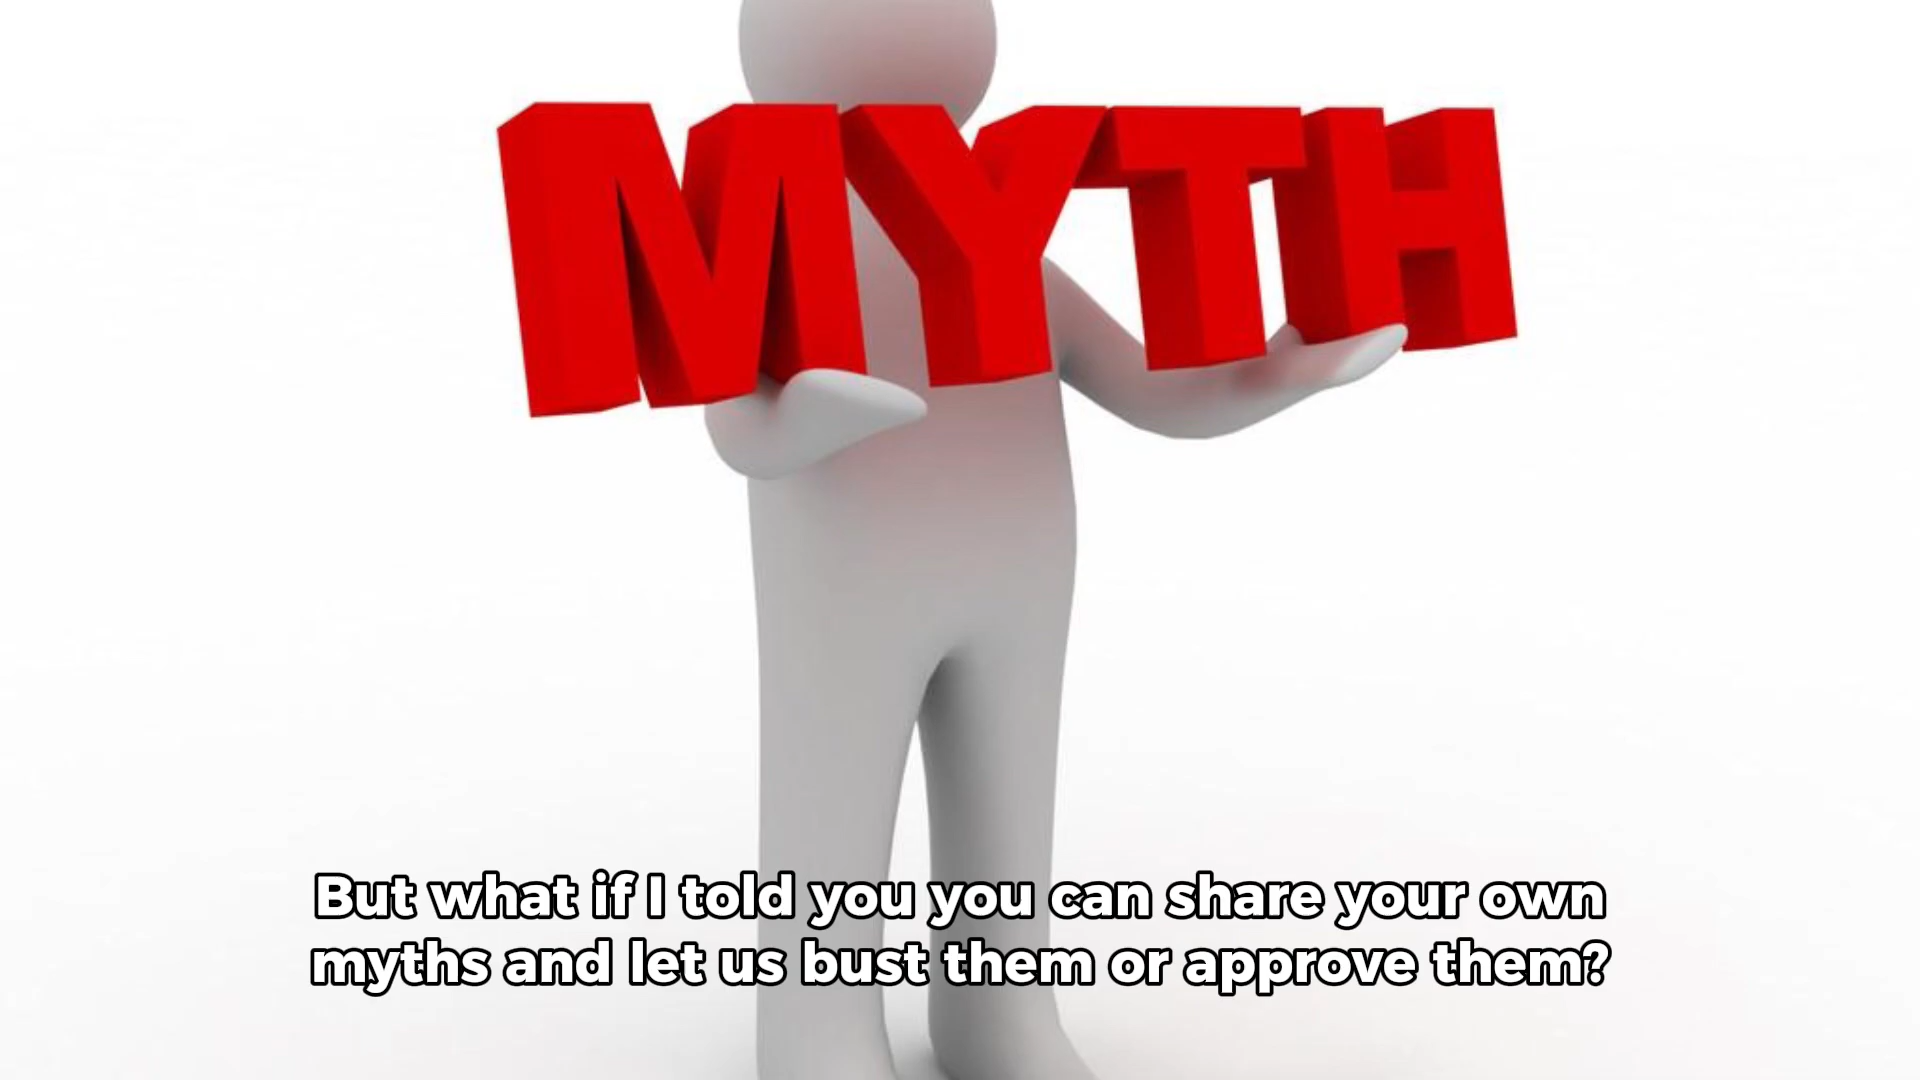 MYTH
But what if I told you you can share your own
myths and let us bust them or approve them?